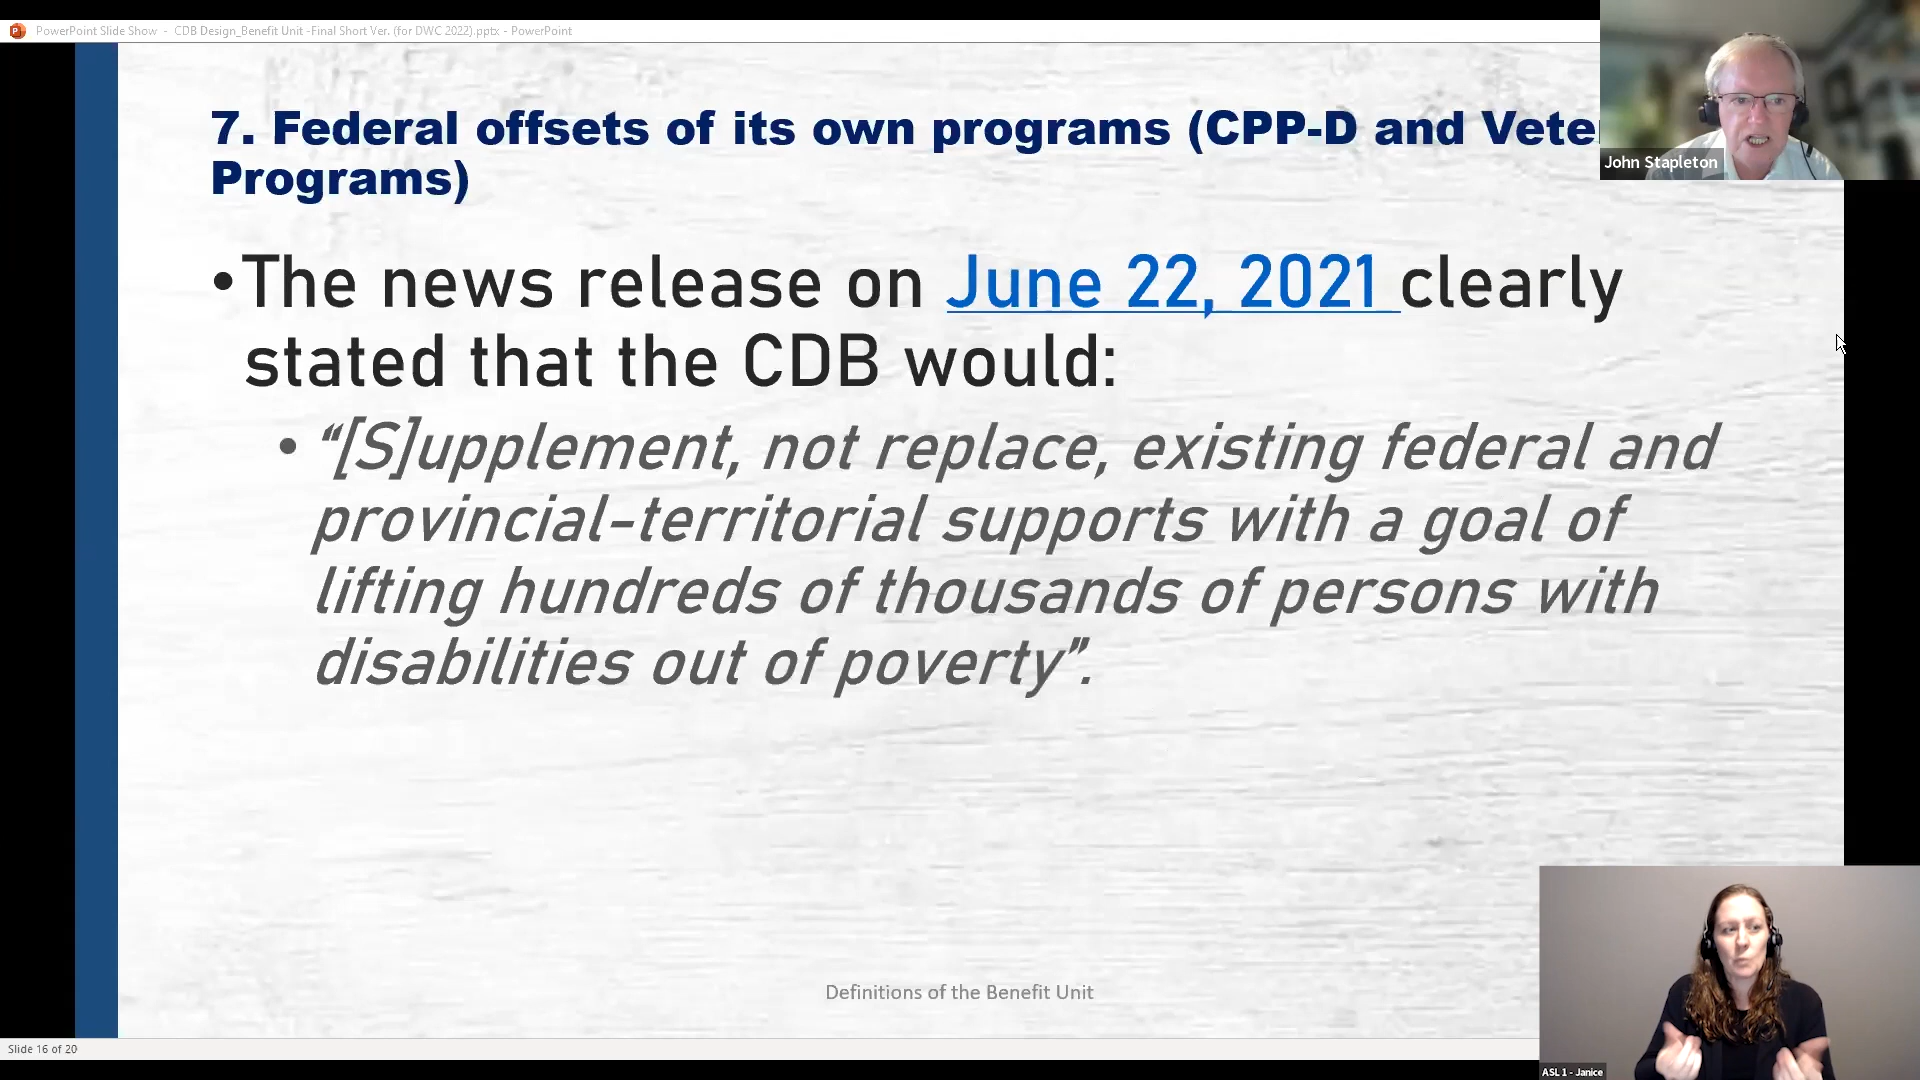 PowerPoint Slide Show - CDB Design_Benefit Unit -Final Short Ver. (for DWC 2022).pptx - PowerPoint
7. Federal offsets of its own programs (CPP-D and Vete
Programs)
John Stapleton
•The news release on June 22, 2021 clearly
stated that the CDB would:
• “[S]upplement, not replace, existing federal and
provincial-territorial supports with a goal of
lifting hundreds of thousands of persons with
disabilities out of poverty”.
Definitions of the Benefit Unit
Slide 16 of 20
ASL 1 - Janice